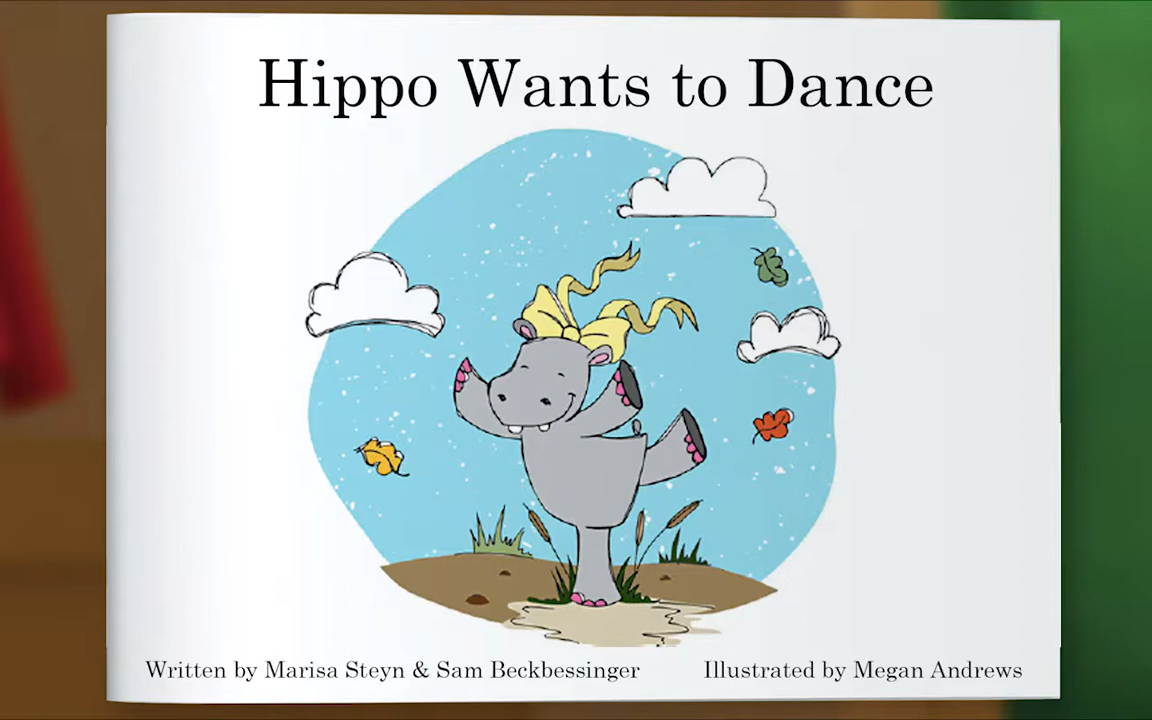 Hippo Wants to Dance
Written by Marisa Steyn & Sam Beckbessinger
Illustrated by Megan Andrews